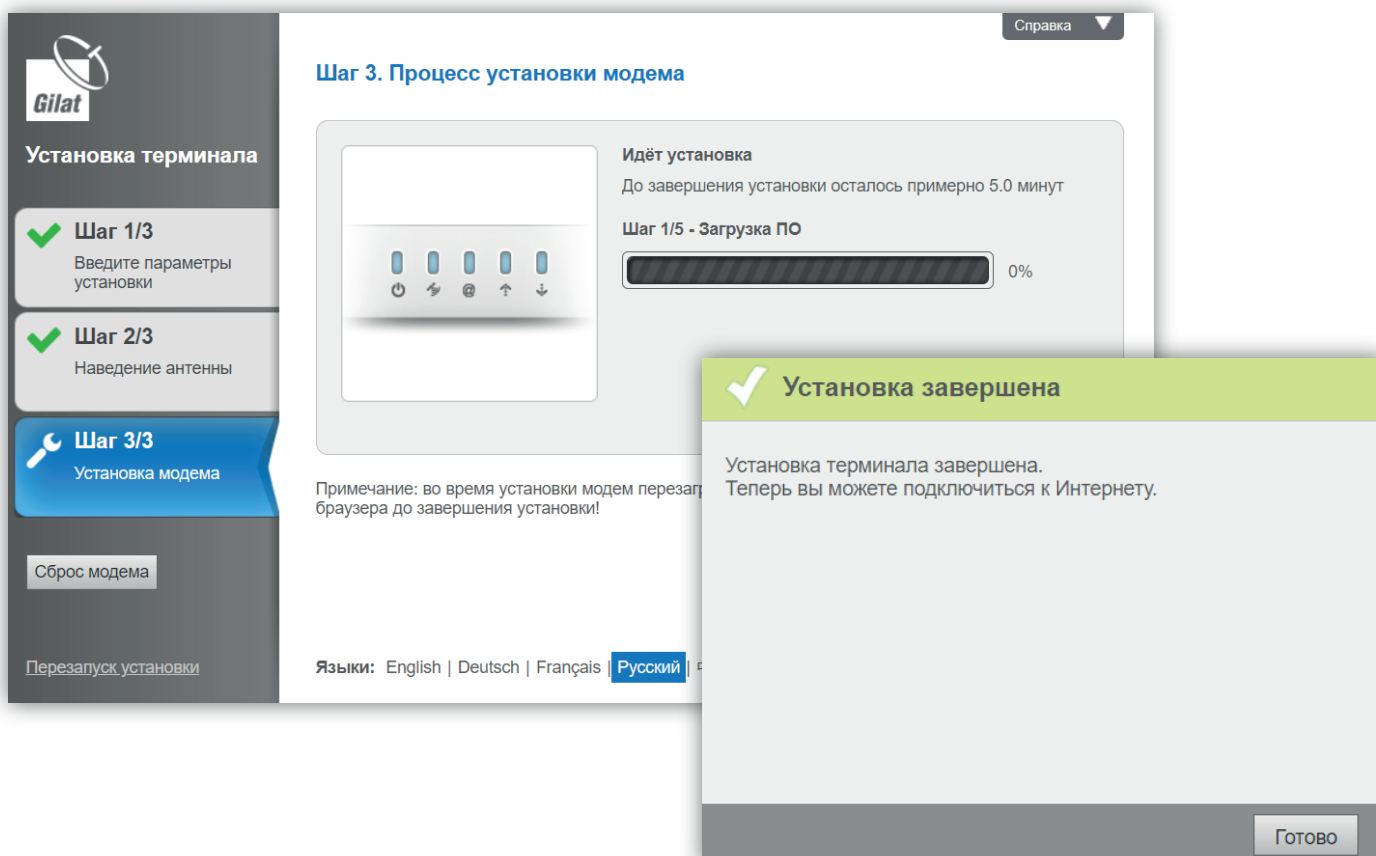 Справка
Gilat
Установка терминала
Шаг 1/3
Введите параметры
установки
Шаг 2/3
Наведение антенны
Шаг 3/3
Установка модема
Сброс модема
Перезапуск установки
Шаг 3. Процесс установки модема
Идёт установка
До завершения установки осталось примерно 5.0 минут
Шаг 1/5 - Загрузка ПО
0%
@
Примечание: во время установки модем
браузера до завершения установки!
Языки: English | Deutsch | Français | Русский |
Установка завершена
Установка терминала завершена.
Теперь вы можете подключиться к Интернету.
Готово